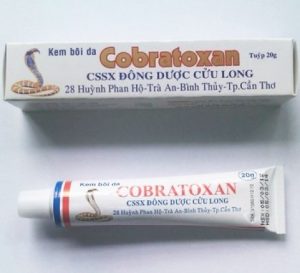 Kem bôi da
Cobratoxan
Tuýp 20g
CSSX ĐÔNG DƯỢC CỬU LONG
28 Huỳnh Phan Hộ-Trà An-Bình Thủy-Tp.Cần Thơ
Kem bôi da
20g
COBRATOXAN
CSSX ĐÔNG DƯỢC CỬU LONG
28 Huỳnh Phan Hộ-Trà An-Bình Thủy-Tp.Cần Thơ